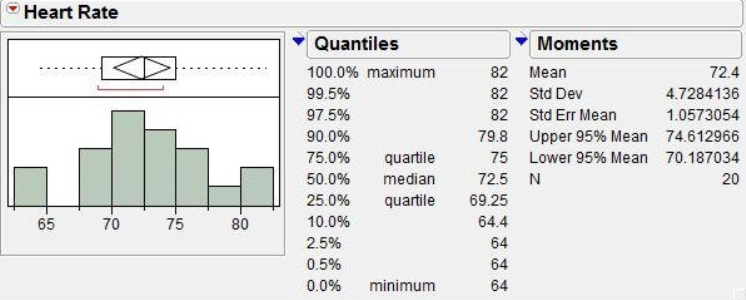 Heart Rate
65 70 75 80
Quantiles
100.0% maximum 82
99.5% 82
97.5% 82
90.0% 79.8
75.0% quartile 75
50.0% median 72.5
25.0% quartile 69.25
10.0% 64.4
2.5% 64
0.5% 64
0.0% minimum 64
Moments
Mean 72.4
Std Dev 4.7284136
Std Err Mean 1.0573054
Upper 95% Mean 74.612966
Lower 95% Mean 70.187034
N 20